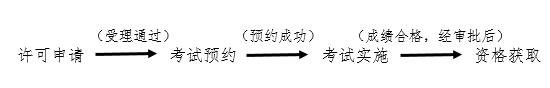 （受理通过） （预约成功） （成绩合格，经审批后）
许可申请 考试预约 考试实施 资格获取